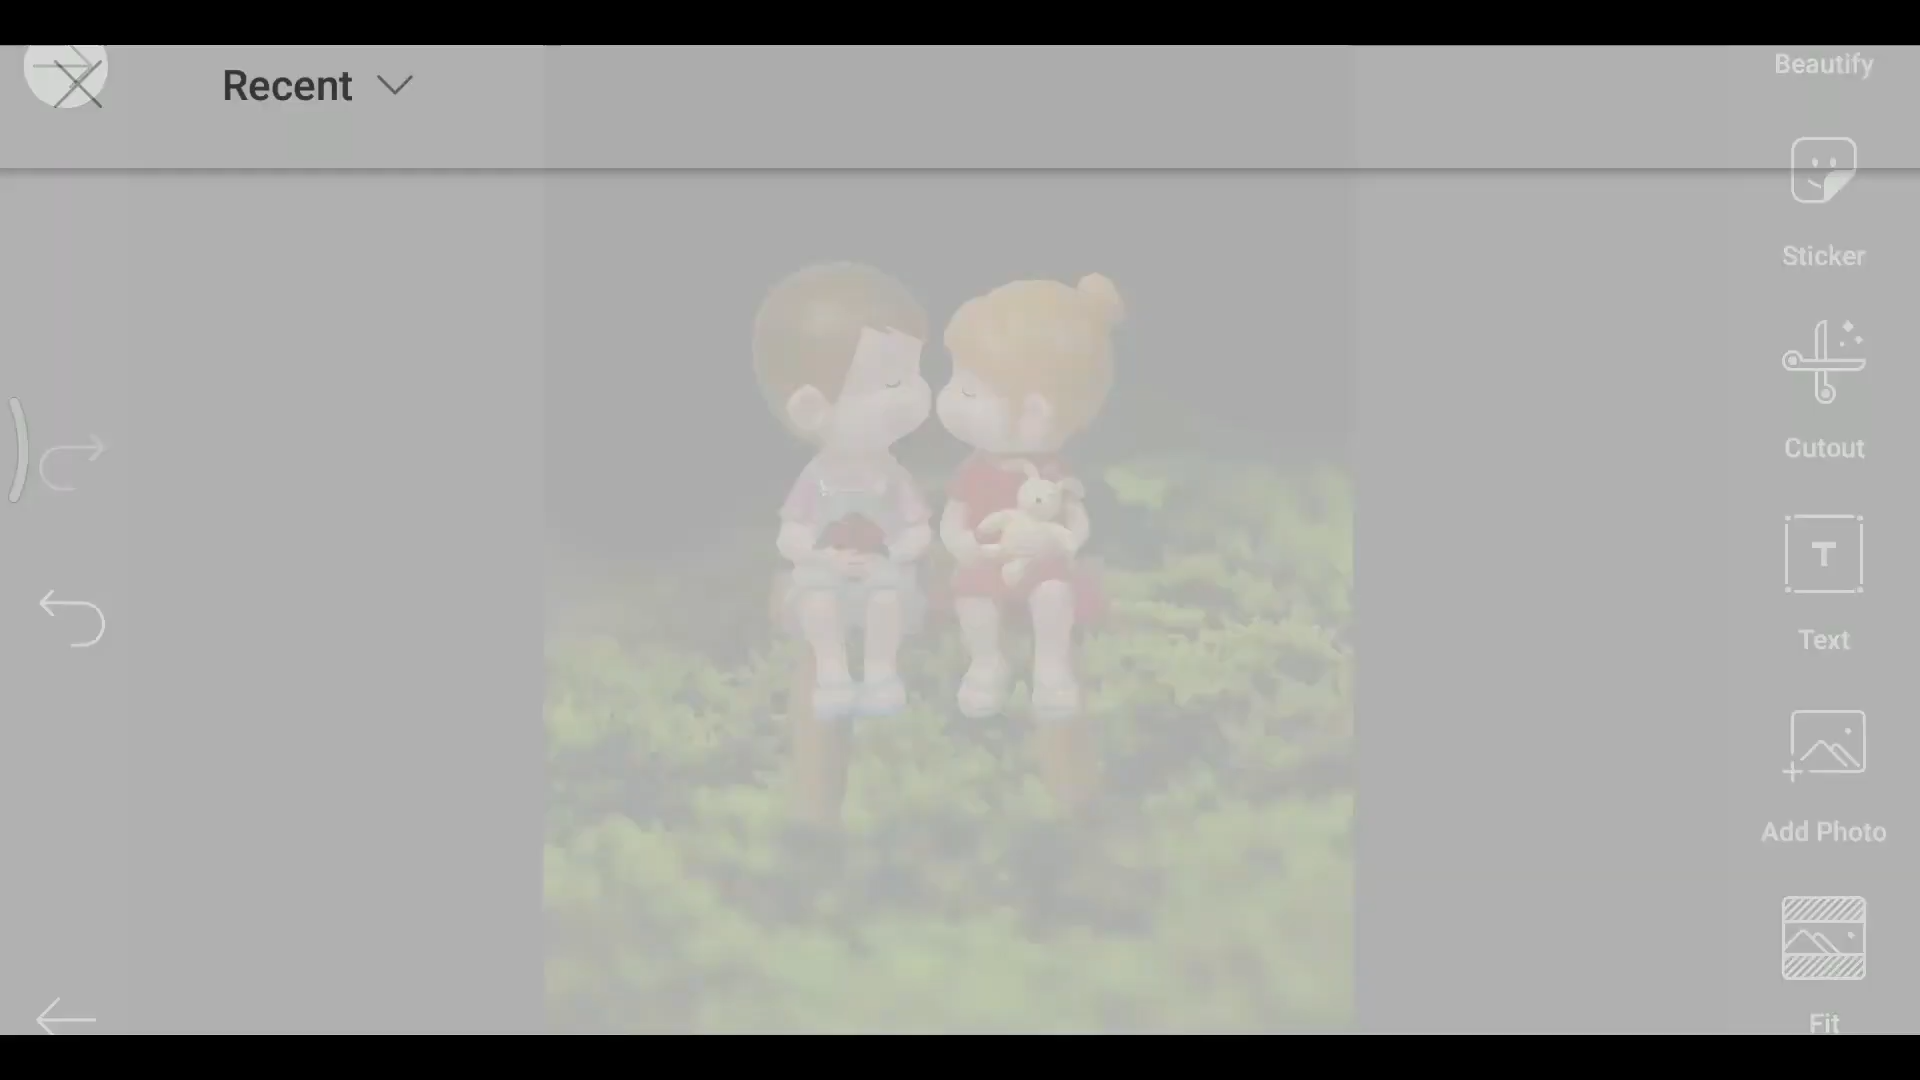 Recent
Beautify
Sticker
Cutout
Text
Add Photo
Fit